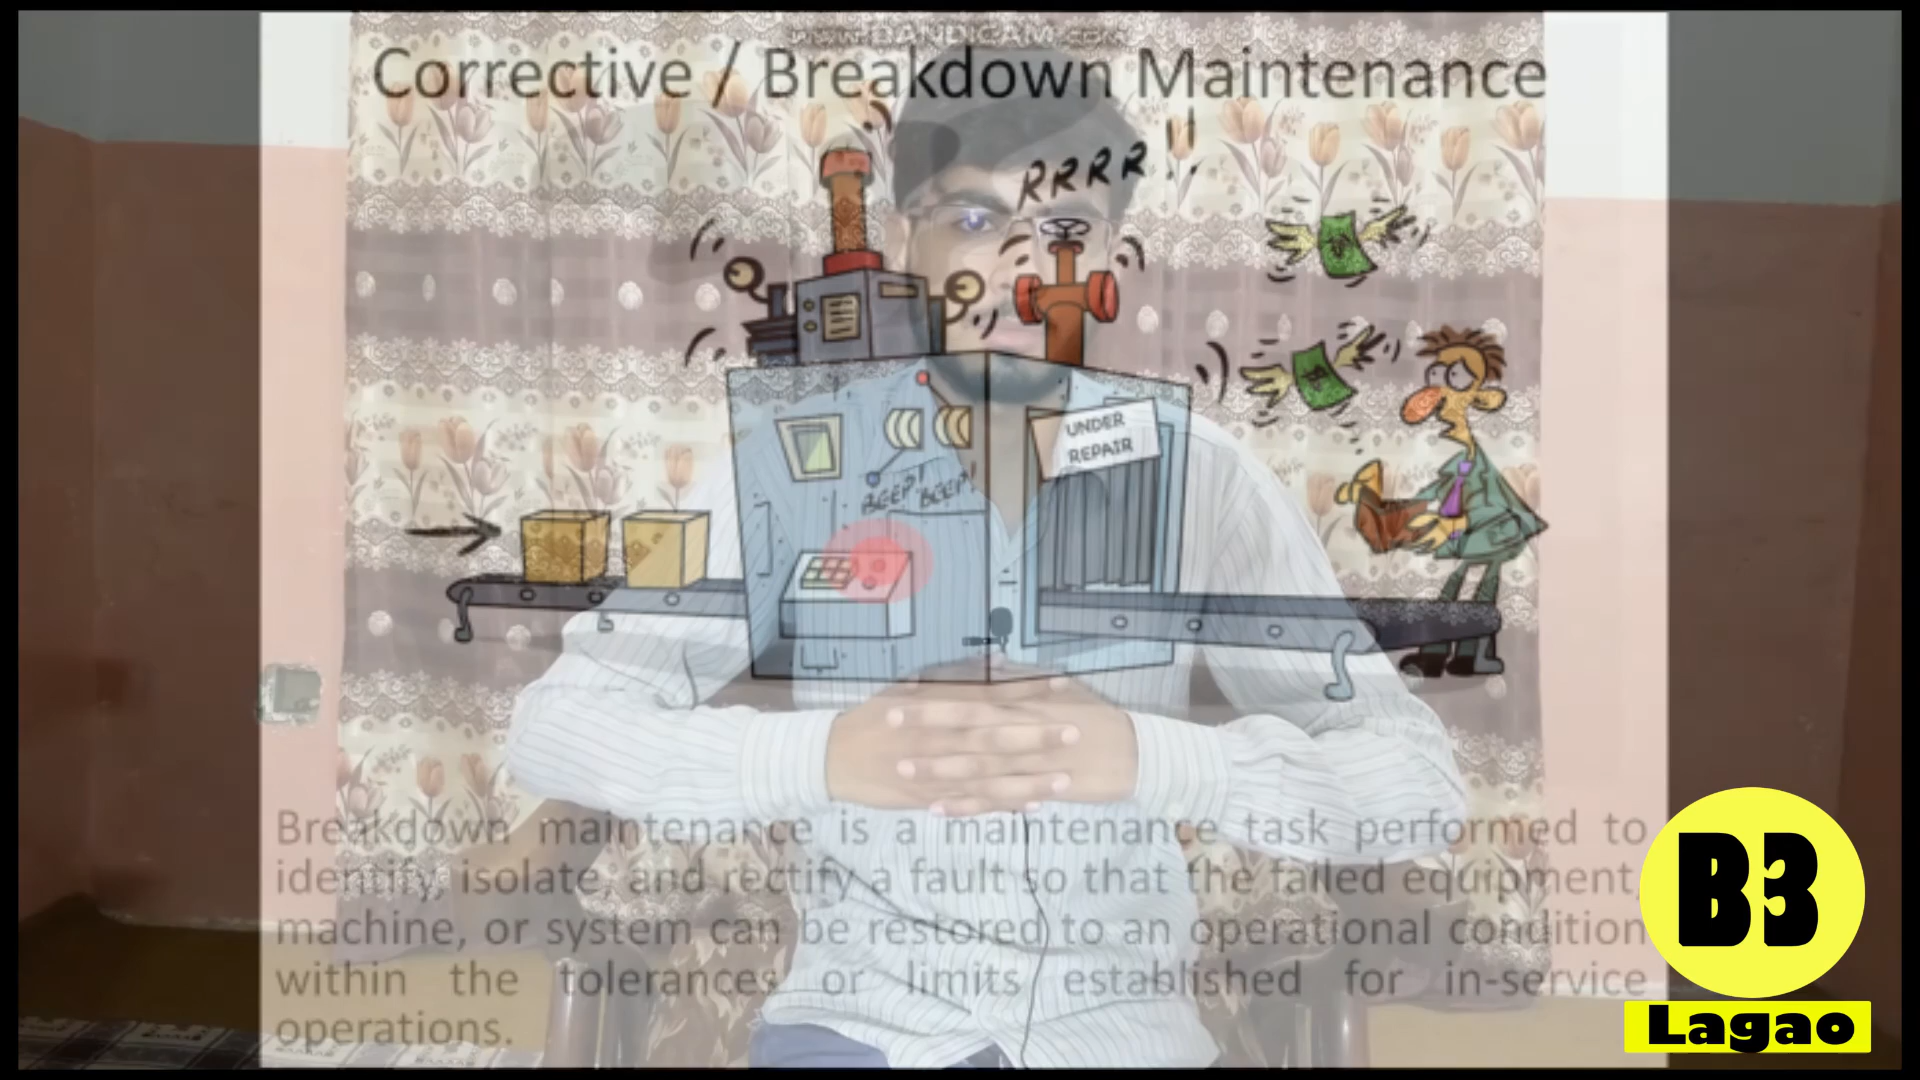 www.BANDICAM.com
Corrective / Breakdown Maintenance
RRRR !!
UNDER
REPAIR
BEEP! BEEP!
Breakdown maintenance is a maintenance task performed to
identify, isolate, and rectify a fault so that the failed equipment,
machine, or system can be restored to an operational condition
within the tolerances or limits established for in-service
operations.
B3
Lagao